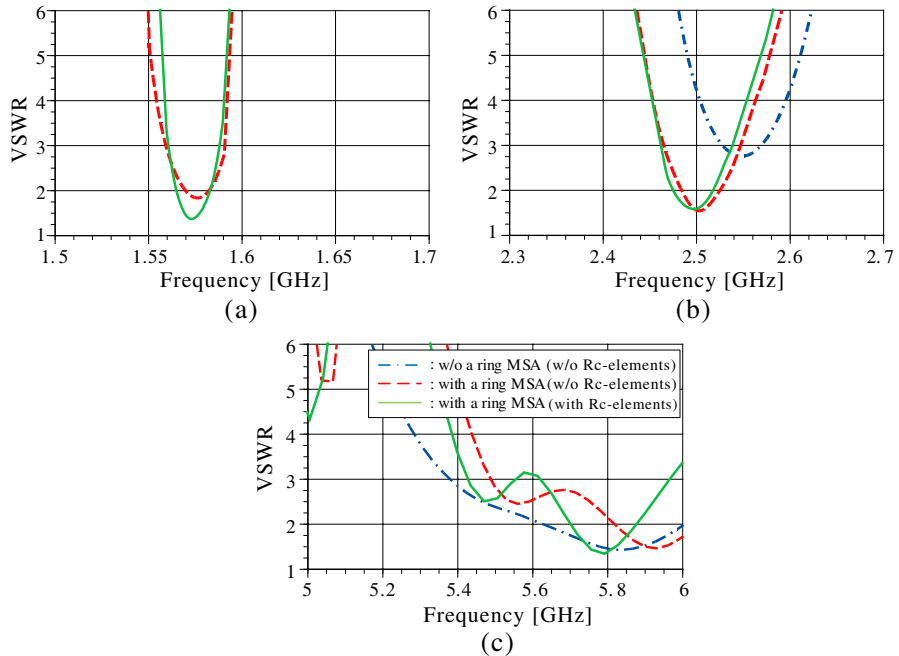 6
5
4
3
2
1
VSWR
1.5 1.55 1.6 1.65 1.7
Frequency [GHz]
(a)
6
5
4
3
2
1
VSWR
2.3 2.4 2.5 2.6 2.7
Frequency [GHz]
(b)
6
5
4
3
2
1
VSWR
: w/o a ring MSA (w/o Rc-elements)
: with a ring MSA (w/o Rc-elements)
: with a ring MSA (with Rc-elements)
5 5.2 5.4 5.6 5.8 6
Frequency [GHz]
(c)